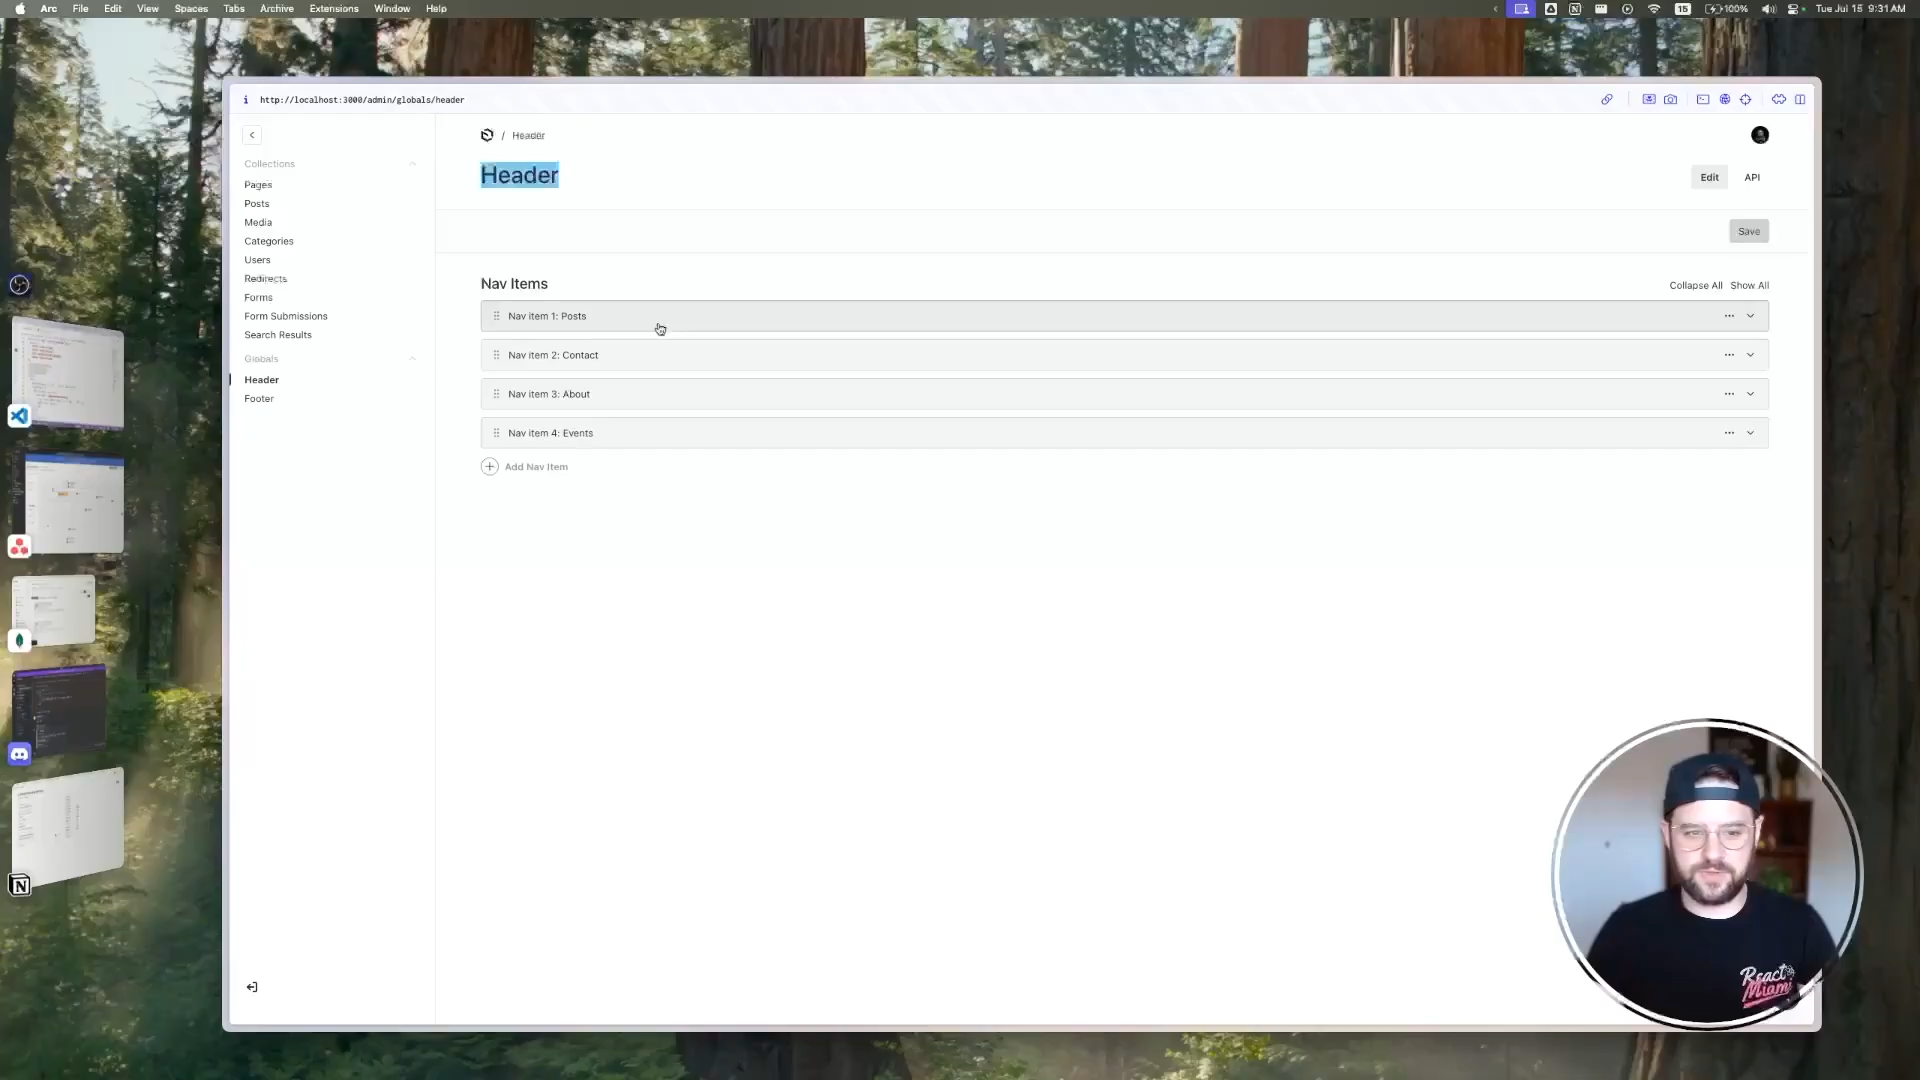 Arc File Edit View Spaces Tabs Archive Extensions Window Help
15 100% Tue Jul 15 9:31 AM
http://localhost:3000/admin/globals/header
/ Header
Header
Edit API
Save
Collections
Pages
Posts
Media
Categories
Users
Redirects
Forms
Form Submissions
Search Results
Globals
Header
Footer
Nav Items
Collapse All Show All
Nav item 1: Posts
Nav item 2: Contact
Nav item 3: About
Nav item 4: Events
Add Nav Item
React
Miami